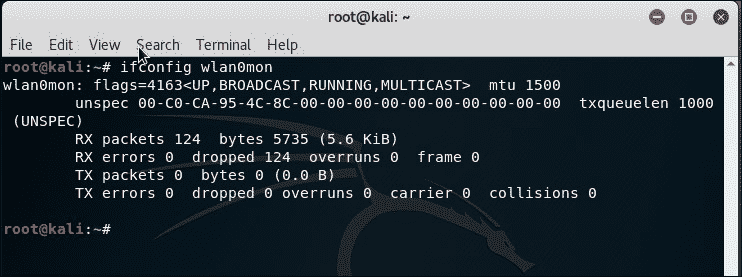 root@kali: ~
File Edit View Search Terminal Help
root@kali:~# ifconfig wlan0mon
wlan0mon: flags=4163<UP,BROADCAST,RUNNING,MULTICAST>  mtu 1500
        unspec 00-C0-CA-95-4C-8C-00-00-00-00-00-00-00-00-00-00  txqueuelen 1000
 (UNSPEC)
        RX packets 124  bytes 5735 (5.6 KiB)
        RX errors 0  dropped 124  overruns 0  frame 0
        TX packets 0  bytes 0 (0.0 B)
        TX errors 0  dropped 0 overruns 0  carrier 0  collisions 0
root@kali:~#